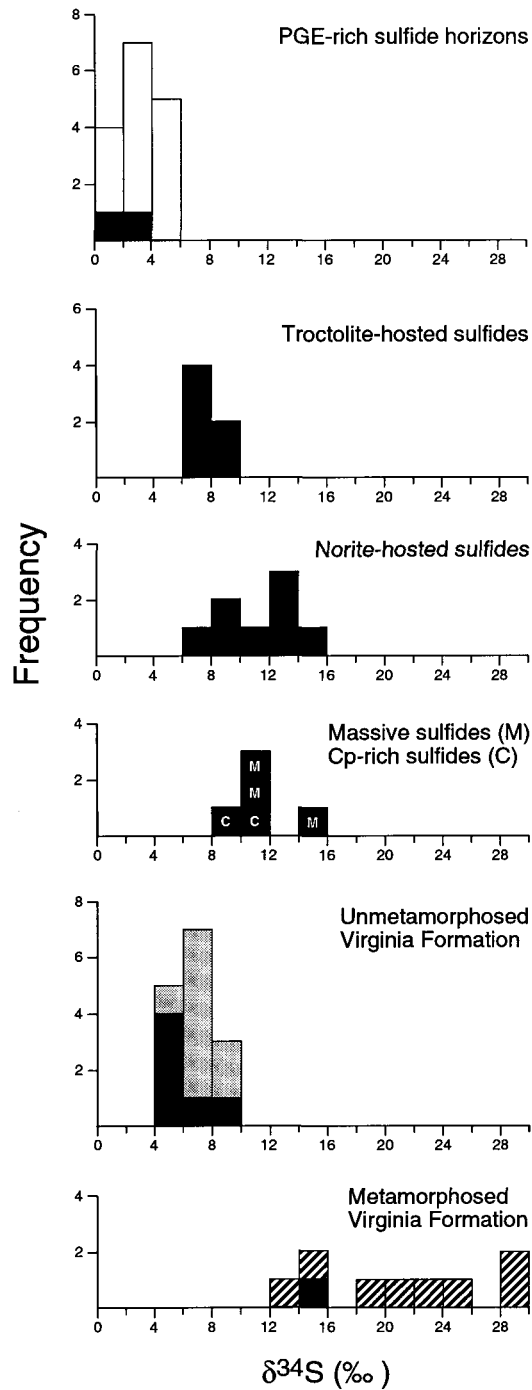 PGE-rich sulfide horizons
8
6
4
2
0 4 8 12 16 20 24 28
Troctolite-hosted sulfides
6
4
2
0 4 8 12 16 20 24 28
Frequency
Norite-hosted sulfides
4
2
0 4 8 12 16 20 24 28
Massive sulfides (M)
Cp-rich sulfides (C)
4
2
M
M
C C M
0 4 8 12 16 20 24 28
Unmetamorphosed
Virginia Formation
8
6
4
2
0 4 8 12 16 20 24 28
Metamorphosed
Virginia Formation
4
2
0 4 8 12 16 20 24 28
δ34S (‰)